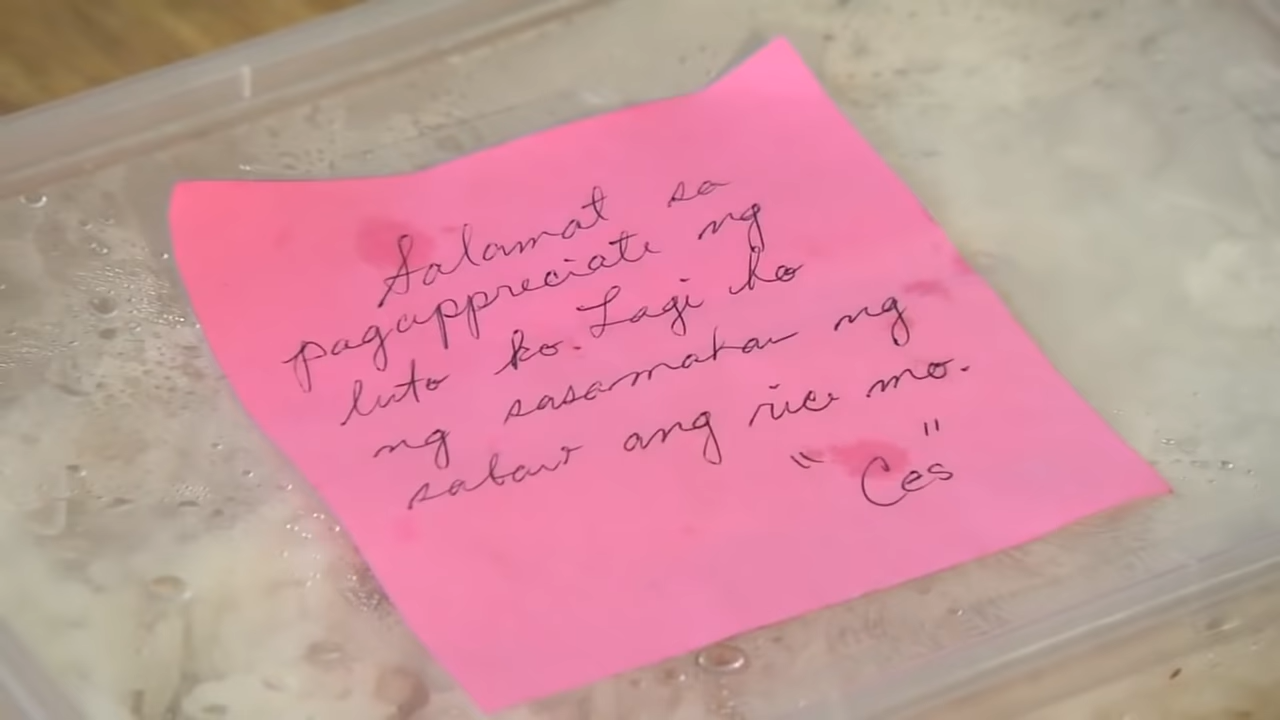 Salamat sa
pagappreciate ng
luto ko. Lagi ko
ng sasamahan ng
sabaw ang rice mo.
"Ces"